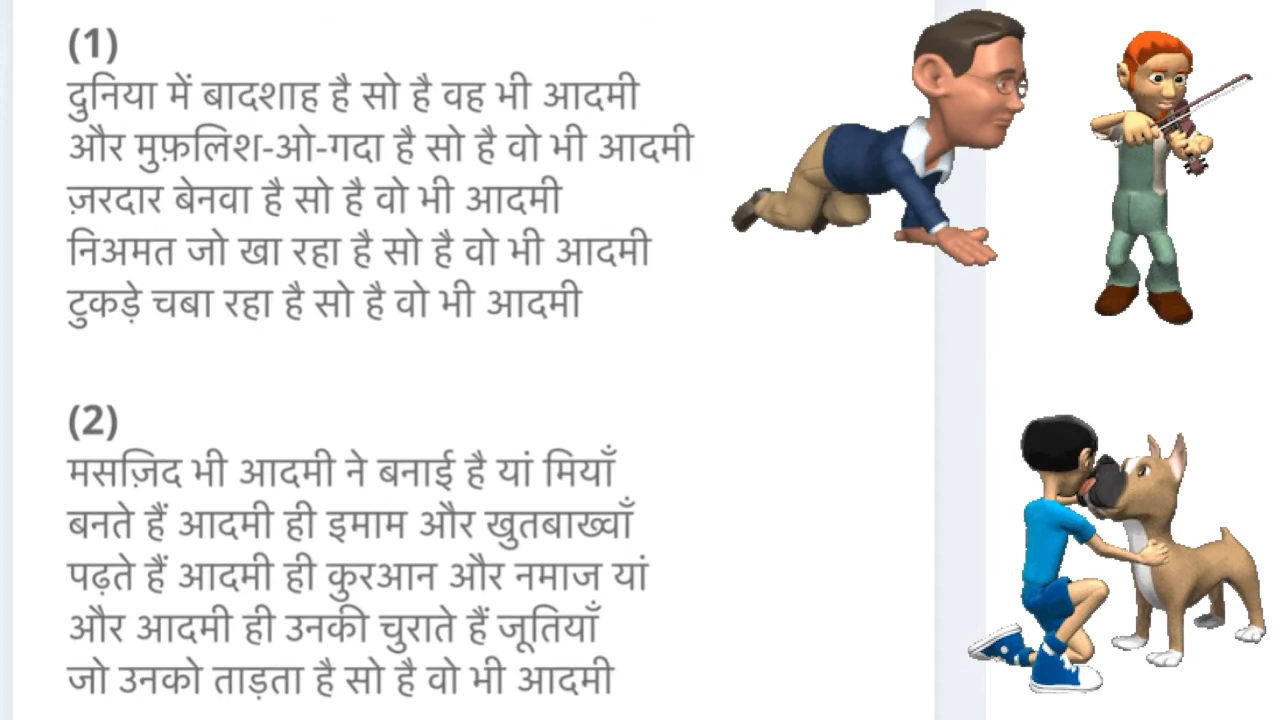 (1)
दुनिया में बादशाह है सो है वह भी आदमी
और मुफ़लिश-ओ-गदा है सो है वो भी आदमी
ज़रदार बेनवा है सो है वो भी आदमी
निअमत जो खा रहा है सो है वो भी आदमी
टुकड़े चबा रहा है सो है वो भी आदमी
(2)
मसज़िद भी आदमी ने बनाई है यां मियाँ
बनते हैं आदमी ही इमाम और खुतबाख्वाँ
पढ़ते हैं आदमी ही कुरआन और नमाज यां
और आदमी ही उनकी चुराते हैं जूतियाँ
जो उनको ताड़ता है सो है वो भी आदमी